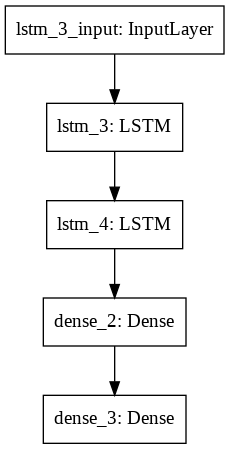 lstm_3_input: InputLayer
lstm_3: LSTM
lstm_4: LSTM
dense_2: Dense
dense_3: Dense